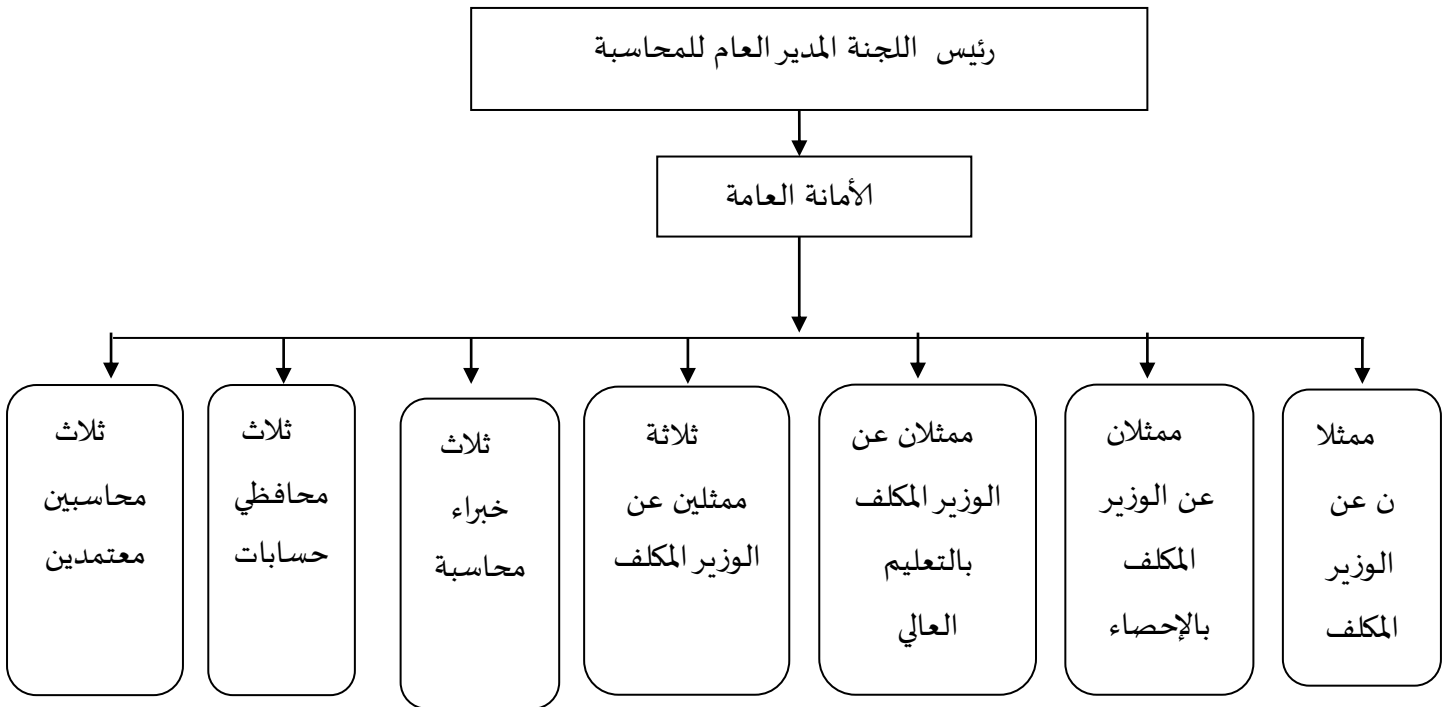 رئيس اللجنة المدير العام للمحاسبة
الأمانة العامة
ممثلا
ن عن
الوزير
المكلف
ممثلان
عن الوزير
المكلف
بالإحصاء
ممثلان عن
الوزير المكلف
بالتعليم
العالي
ثلاثة
ممثلين عن
الوزير المكلف
ثلاث
خبراء
محاسبة
ثلاث
محافظي
حسابات
ثلاث
محاسبين
معتمدين